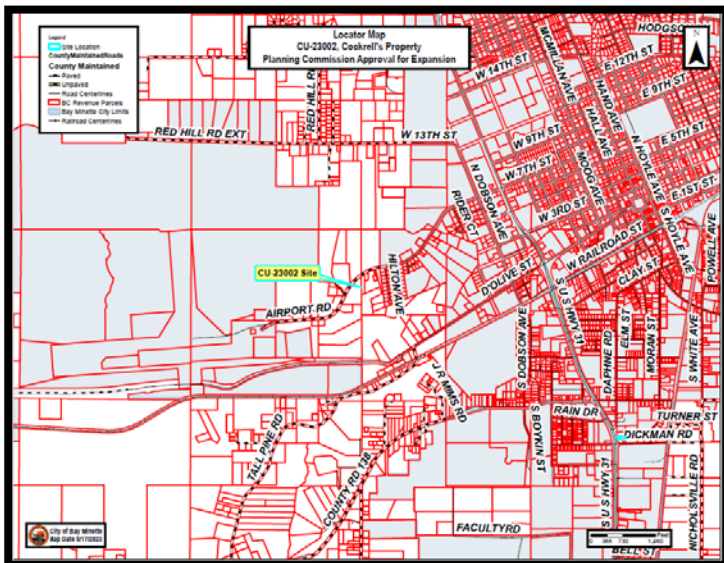 Locator Map
CU-23002, Cockrell's Property
Planning Commission Approval for Expansion
Legend
Site Location
CountyMaintainedRoads
County Maintained
Paved
Unpaved
Road Centerlines
BC Revenue Parcels
Bay Minette City Limits
Railroad Centerlines
N
HODGSON
W 14TH ST
MCMILLAN AVE
E 12TH ST
HAND AVE
E 9TH ST
HALL AVE
RED HILL RD EXT
RED HILL RD
W 13TH ST
W 9TH ST
W 7TH ST
MOOG AVE
N HOYLE AVE
E 5TH ST
E 1ST ST
N DOBSON AVE
RIDER CT
W 3RD ST
S HOYLE AVE
POWELL AVE
W RAILROAD ST
CU-23002 Site
HILTON AVE
D'OLIVE ST
CLAY ST
AIRPORT RD
S U S HWY 31
S DOBSON AVE
DAPHNE RD
ELM ST
MORAN ST
S WHITE AVE
J R MIMS RD
TALL PINE RD
S BOYKIN ST
RAIN DR
TURNER ST
DICKMAN RD
COUNTY RD 138
S U S HWY 31
NICHOLSVILLE RD
FACULTYRD
BELL ST
City of Bay Minette
Feet